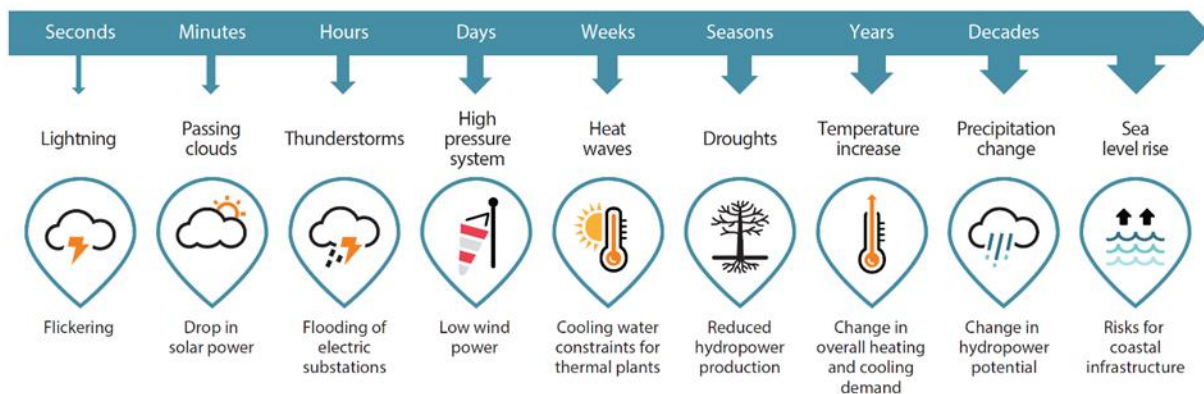 Seconds
Minutes
Hours
Days
Weeks
Seasons
Years
Decades
Lightning
Passing
clouds
Thunderstorms
High
pressure
system
Heat
waves
Droughts
Temperature
increase
Precipitation
change
Sea
level rise
Flickering
Drop in
solar power
Flooding of
electric
substations
Low wind
power
Cooling water
constraints for
thermal plants
Reduced
hydropower
production
Change in
overall heating
and cooling
demand
Change in
hydropower
potential
Risks for
coastal
infrastructure